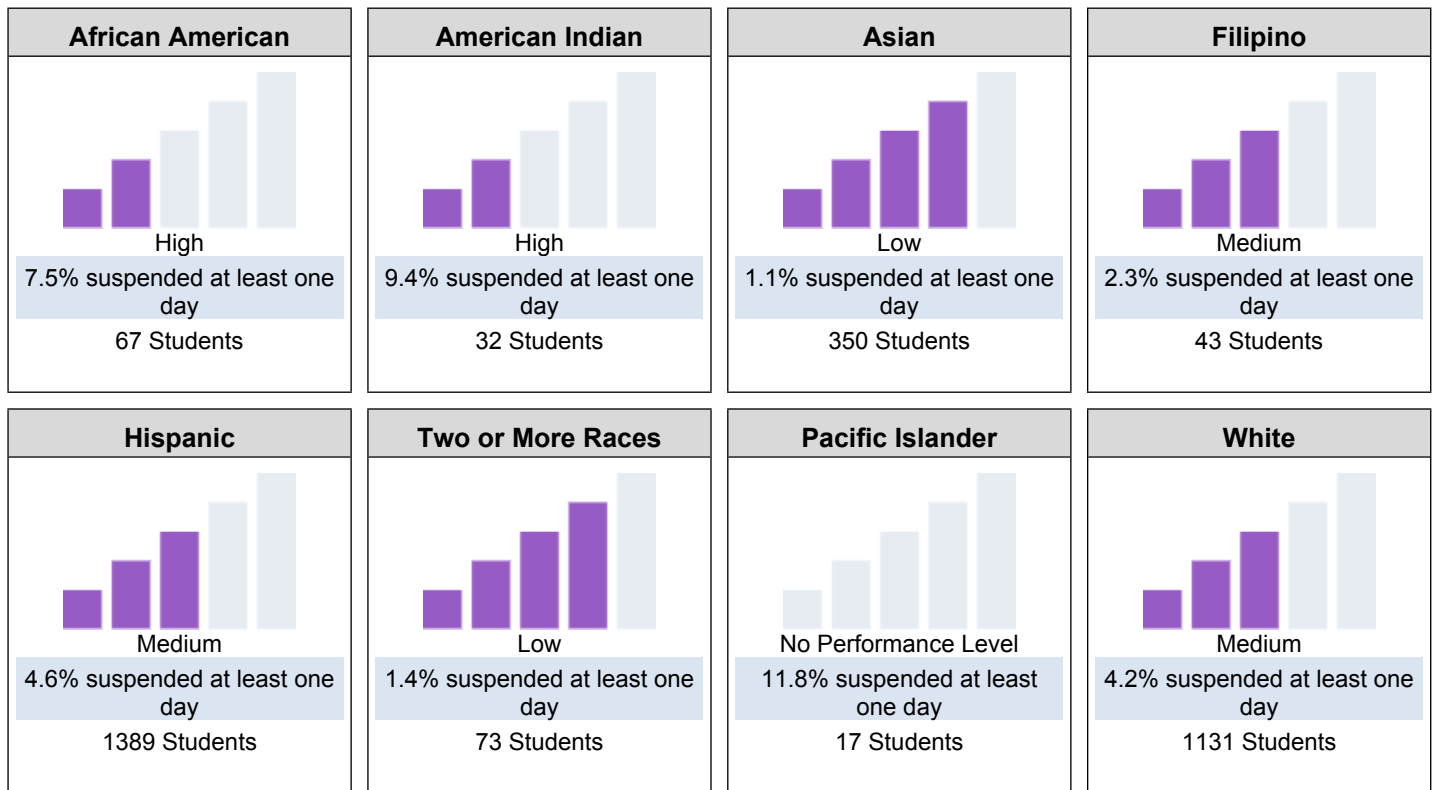 African American
High
7.5% suspended at least one
day
67 Students
American Indian
High
9.4% suspended at least one
day
32 Students
Asian
Low
1.1% suspended at least one
day
350 Students
Filipino
Medium
2.3% suspended at least one
day
43 Students
Hispanic
Medium
4.6% suspended at least one
day
1389 Students
Two or More Races
Low
1.4% suspended at least one
day
73 Students
Pacific Islander
No Performance Level
11.8% suspended at least
one day
17 Students
White
Medium
4.2% suspended at least one
day
1131 Students